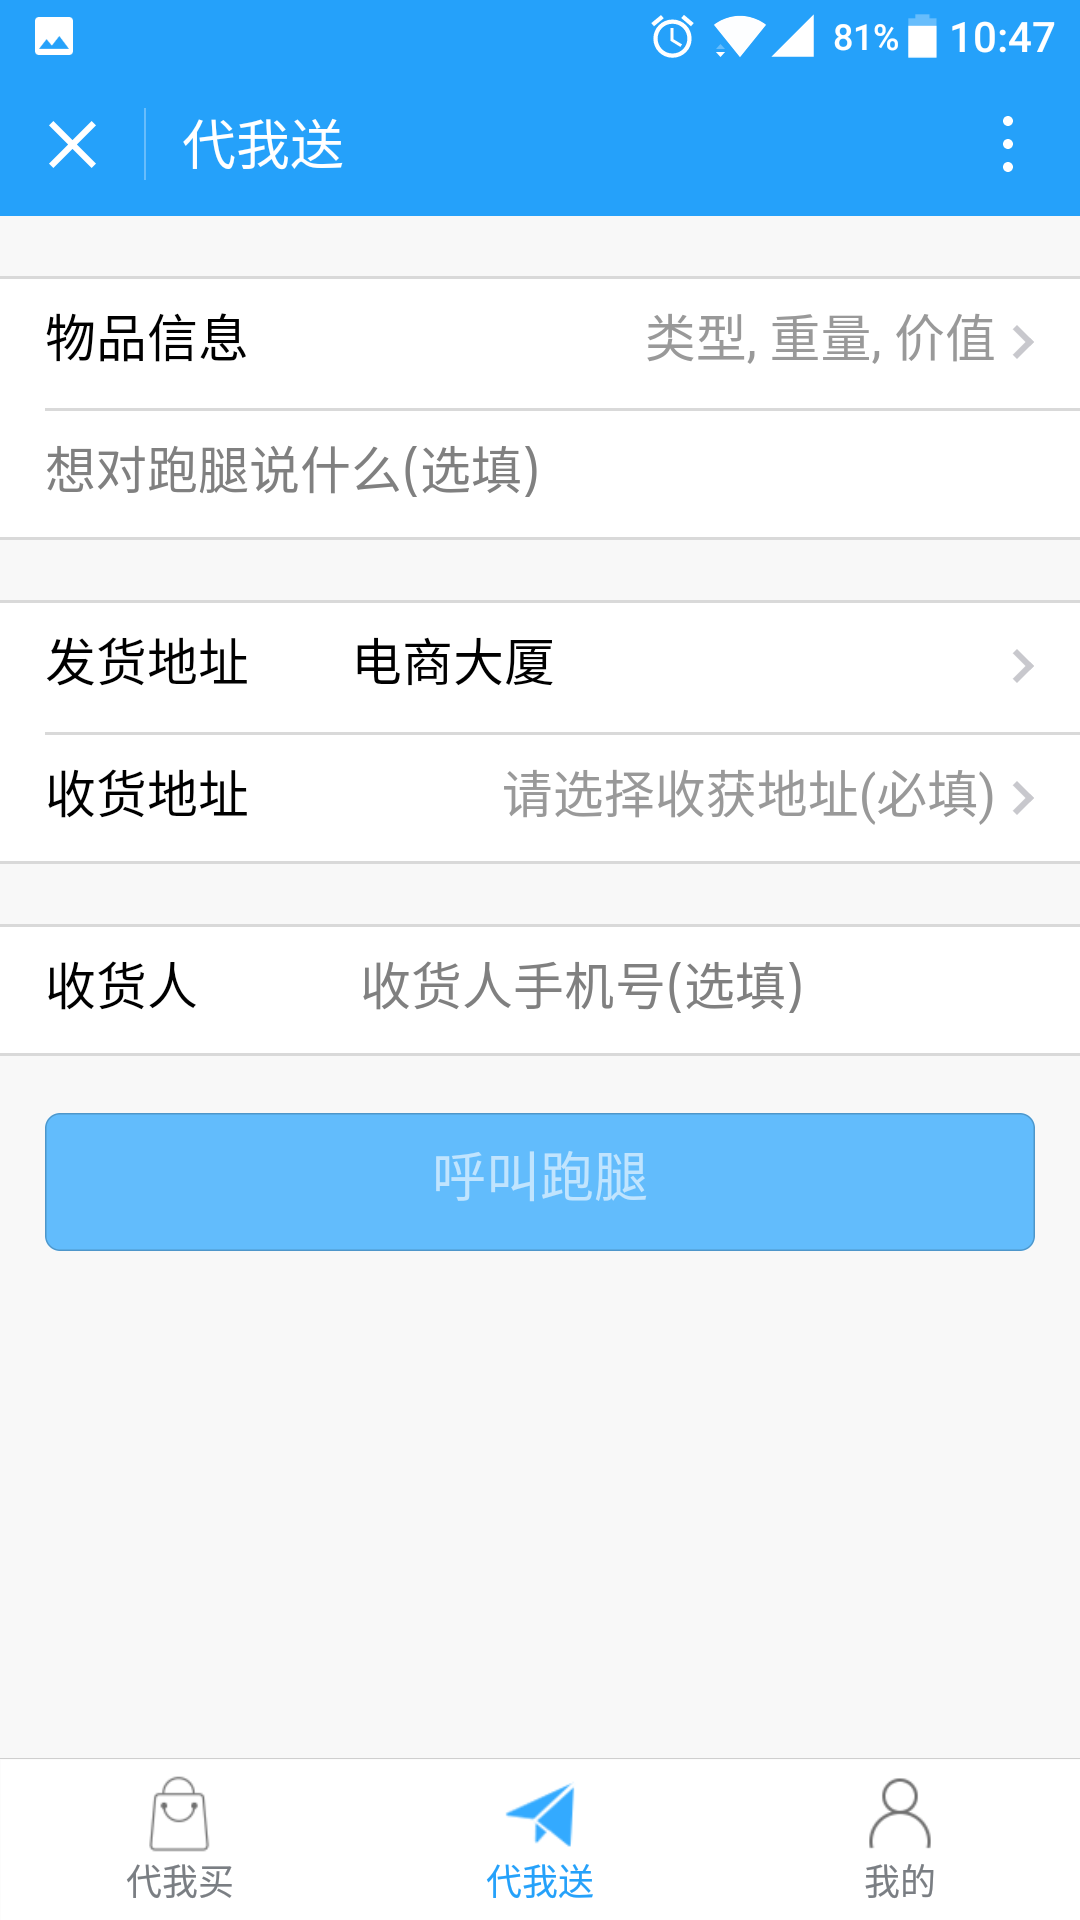 81% 10:47
代我送
物品信息 类型, 重量, 价值
想对跑腿说什么(选填)
发货地址 电商大厦
收货地址 请选择收获地址(必填)
收货人 收货人手机号(选填)
呼叫跑腿
代我买 代我送 我的